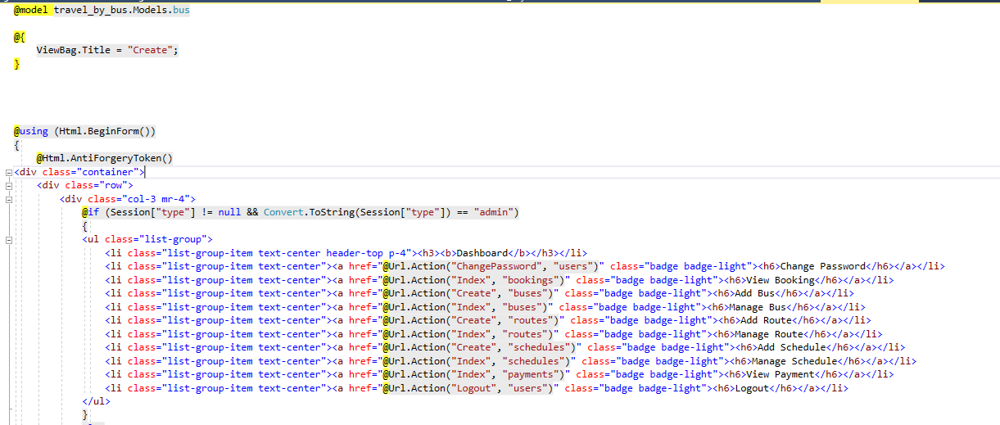 @model travel_by_bus.Models.bus
@{
ViewBag.Title = "Create";
}
@using (Html.BeginForm())
{
@Html.AntiForgeryToken()
<div class="container">
<div class="row">
<div class="col-3 mr-4">
@if (Session["type"] != null && Convert.ToString(Session["type"]) == "admin")
{
<ul class="list-group">
<li class="list-group-item text-center header-top p-4"><h3><b>Dashboard</b></h3></li>
<li class="list-group-item text-center"><a href="@Url.Action("ChangePassword", "users")" class="badge badge-light"><h6>Change Password</h6></a></li>
<li class="list-group-item text-center"><a href="@Url.Action("Index", "bookings")" class="badge badge-light"><h6>View Booking</h6></a></li>
<li class="list-group-item text-center"><a href="@Url.Action("Create", "buses")" class="badge badge-light"><h6>Add Bus</h6></a></li>
<li class="list-group-item text-center"><a href="@Url.Action("Index", "buses")" class="badge badge-light"><h6>Manage Bus</h6></a></li>
<li class="list-group-item text-center"><a href="@Url.Action("Create", "routes")" class="badge badge-light"><h6>Add Route</h6></a></li>
<li class="list-group-item text-center"><a href="@Url.Action("Index", "routes")" class="badge badge-light"><h6>Manage Route</h6></a></li>
<li class="list-group-item text-center"><a href="@Url.Action("Create", "schedules")" class="badge badge-light"><h6>Add Schedule</h6></a></li>
<li class="list-group-item text-center"><a href="@Url.Action("Index", "schedules")" class="badge badge-light"><h6>Manage Schedule</h6></a></li>
<li class="list-group-item text-center"><a href="@Url.Action("Index", "payments")" class="badge badge-light"><h6>View Payment</h6></a></li>
<li class="list-group-item text-center"><a href="@Url.Action("Logout", "users")" class="badge badge-light"><h6>Logout</h6></a></li>
</ul>
}